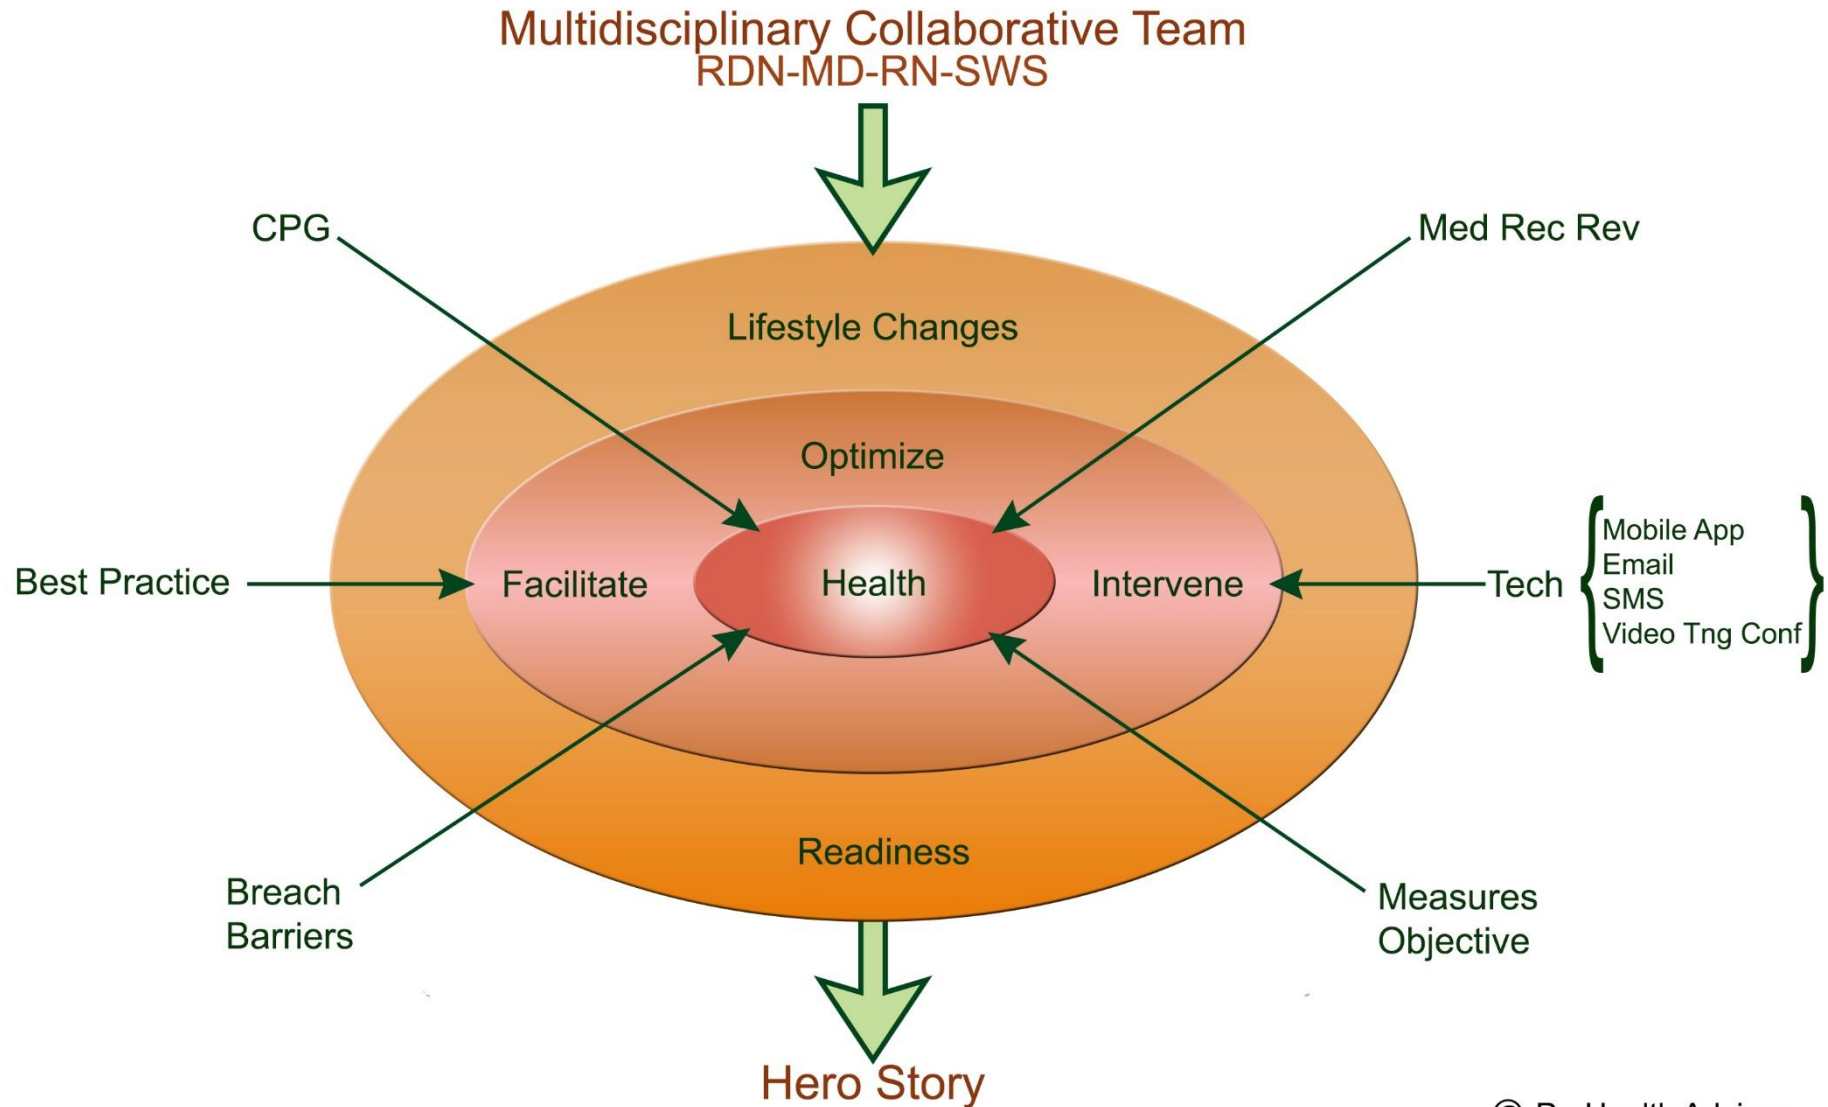 Multidisciplinary Collaborative Team
RDN-MD-RN-SWS
CPG
Med Rec Rev
Lifestyle Changes
Optimize
Best Practice
Facilitate
Health
Intervene
Tech
Mobile App
Email
SMS
Video Tng Conf
Readiness
Breach
Barriers
Measures
Objective
Hero Story